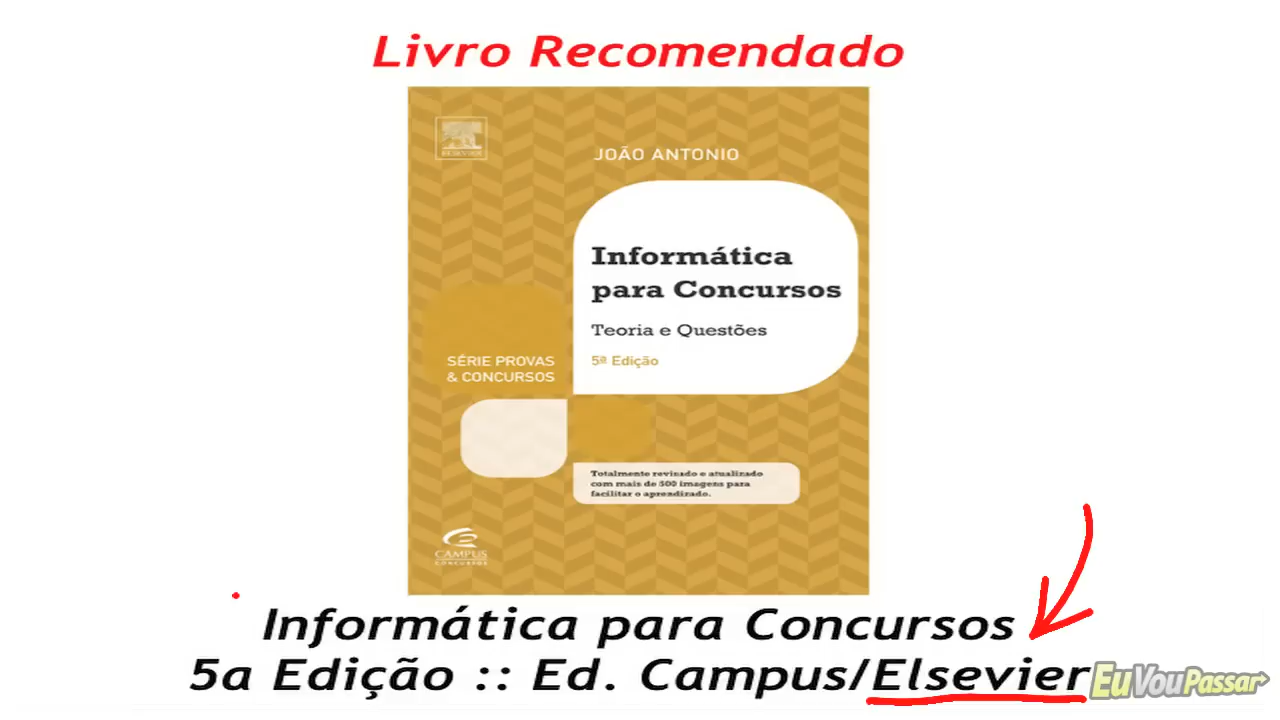 Livro Recomendado
ELSEVIER
JOÃO ANTONIO
Informática
para Concursos
Teoria e Questões
5ª Edição
SÉRIE PROVAS
& CONCURSOS
Totalmente revisado e atualizado
com mais de 500 imagens para
facilitar o aprendizado.
CAMPUS
CONCURSOS
Informática para Concursos
5a Edição :: Ed. Campus/Elsevier
EuVouPassar